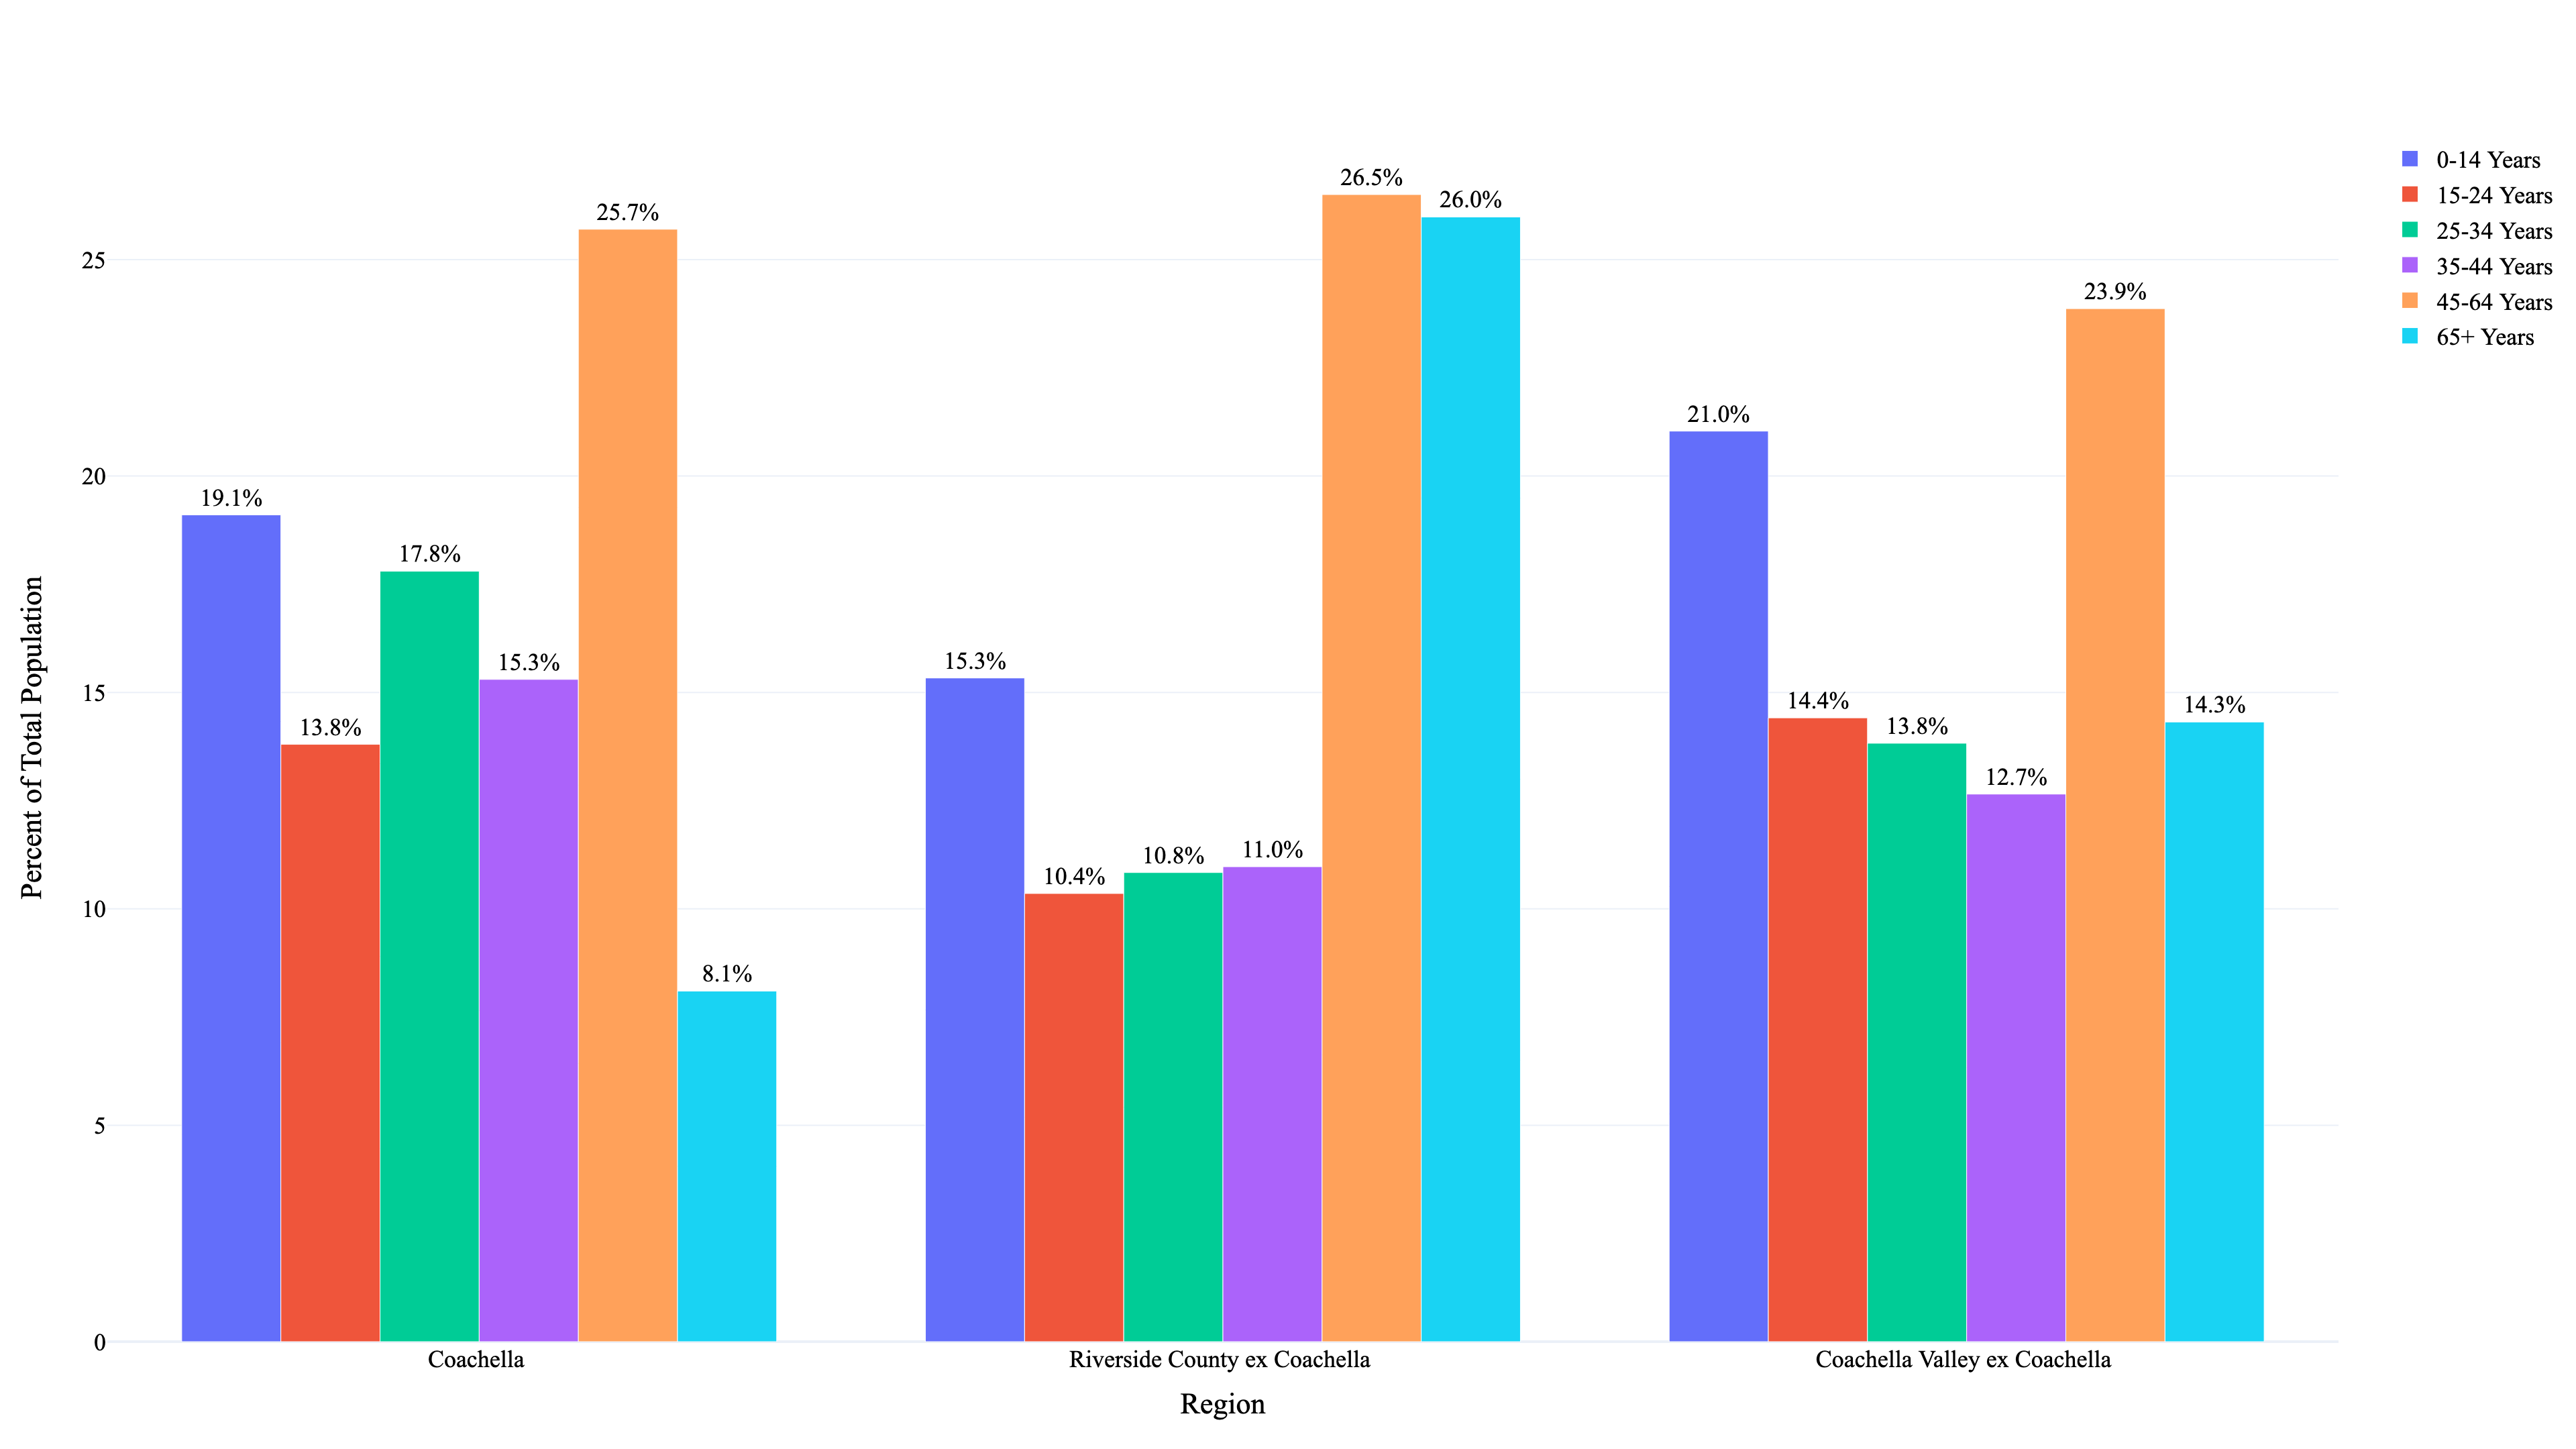 0-14 Years
15-24 Years
25-34 Years
35-44 Years
45-64 Years
65+ Years
Percent of Total Population
25
20
15
10
5
0
19.1%
13.8%
17.8%
15.3%
25.7%
8.1%
15.3%
10.4%
10.8%
11.0%
26.5%
26.0%
21.0%
14.4%
13.8%
12.7%
23.9%
14.3%
Coachella
Riverside County ex Coachella
Coachella Valley ex Coachella
Region